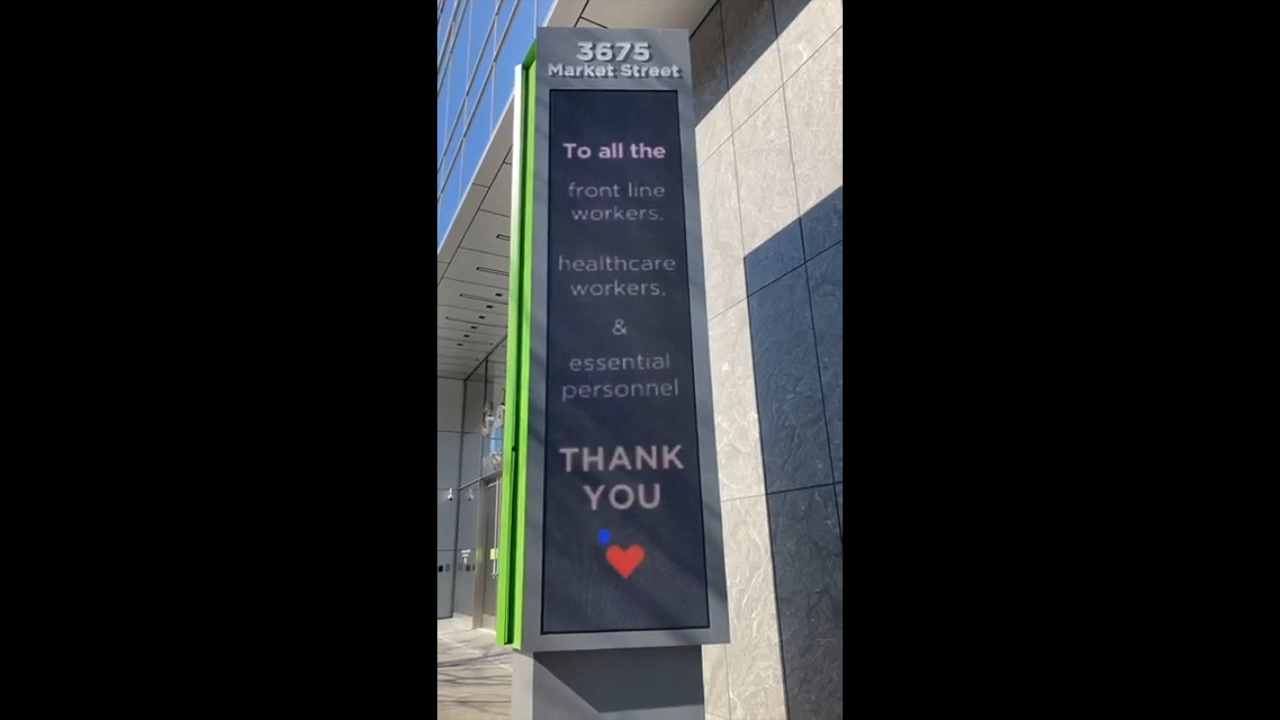 3675
Market Street
To all the
front line
workers,
healthcare
workers,
&
essential
personnel
THANK
YOU